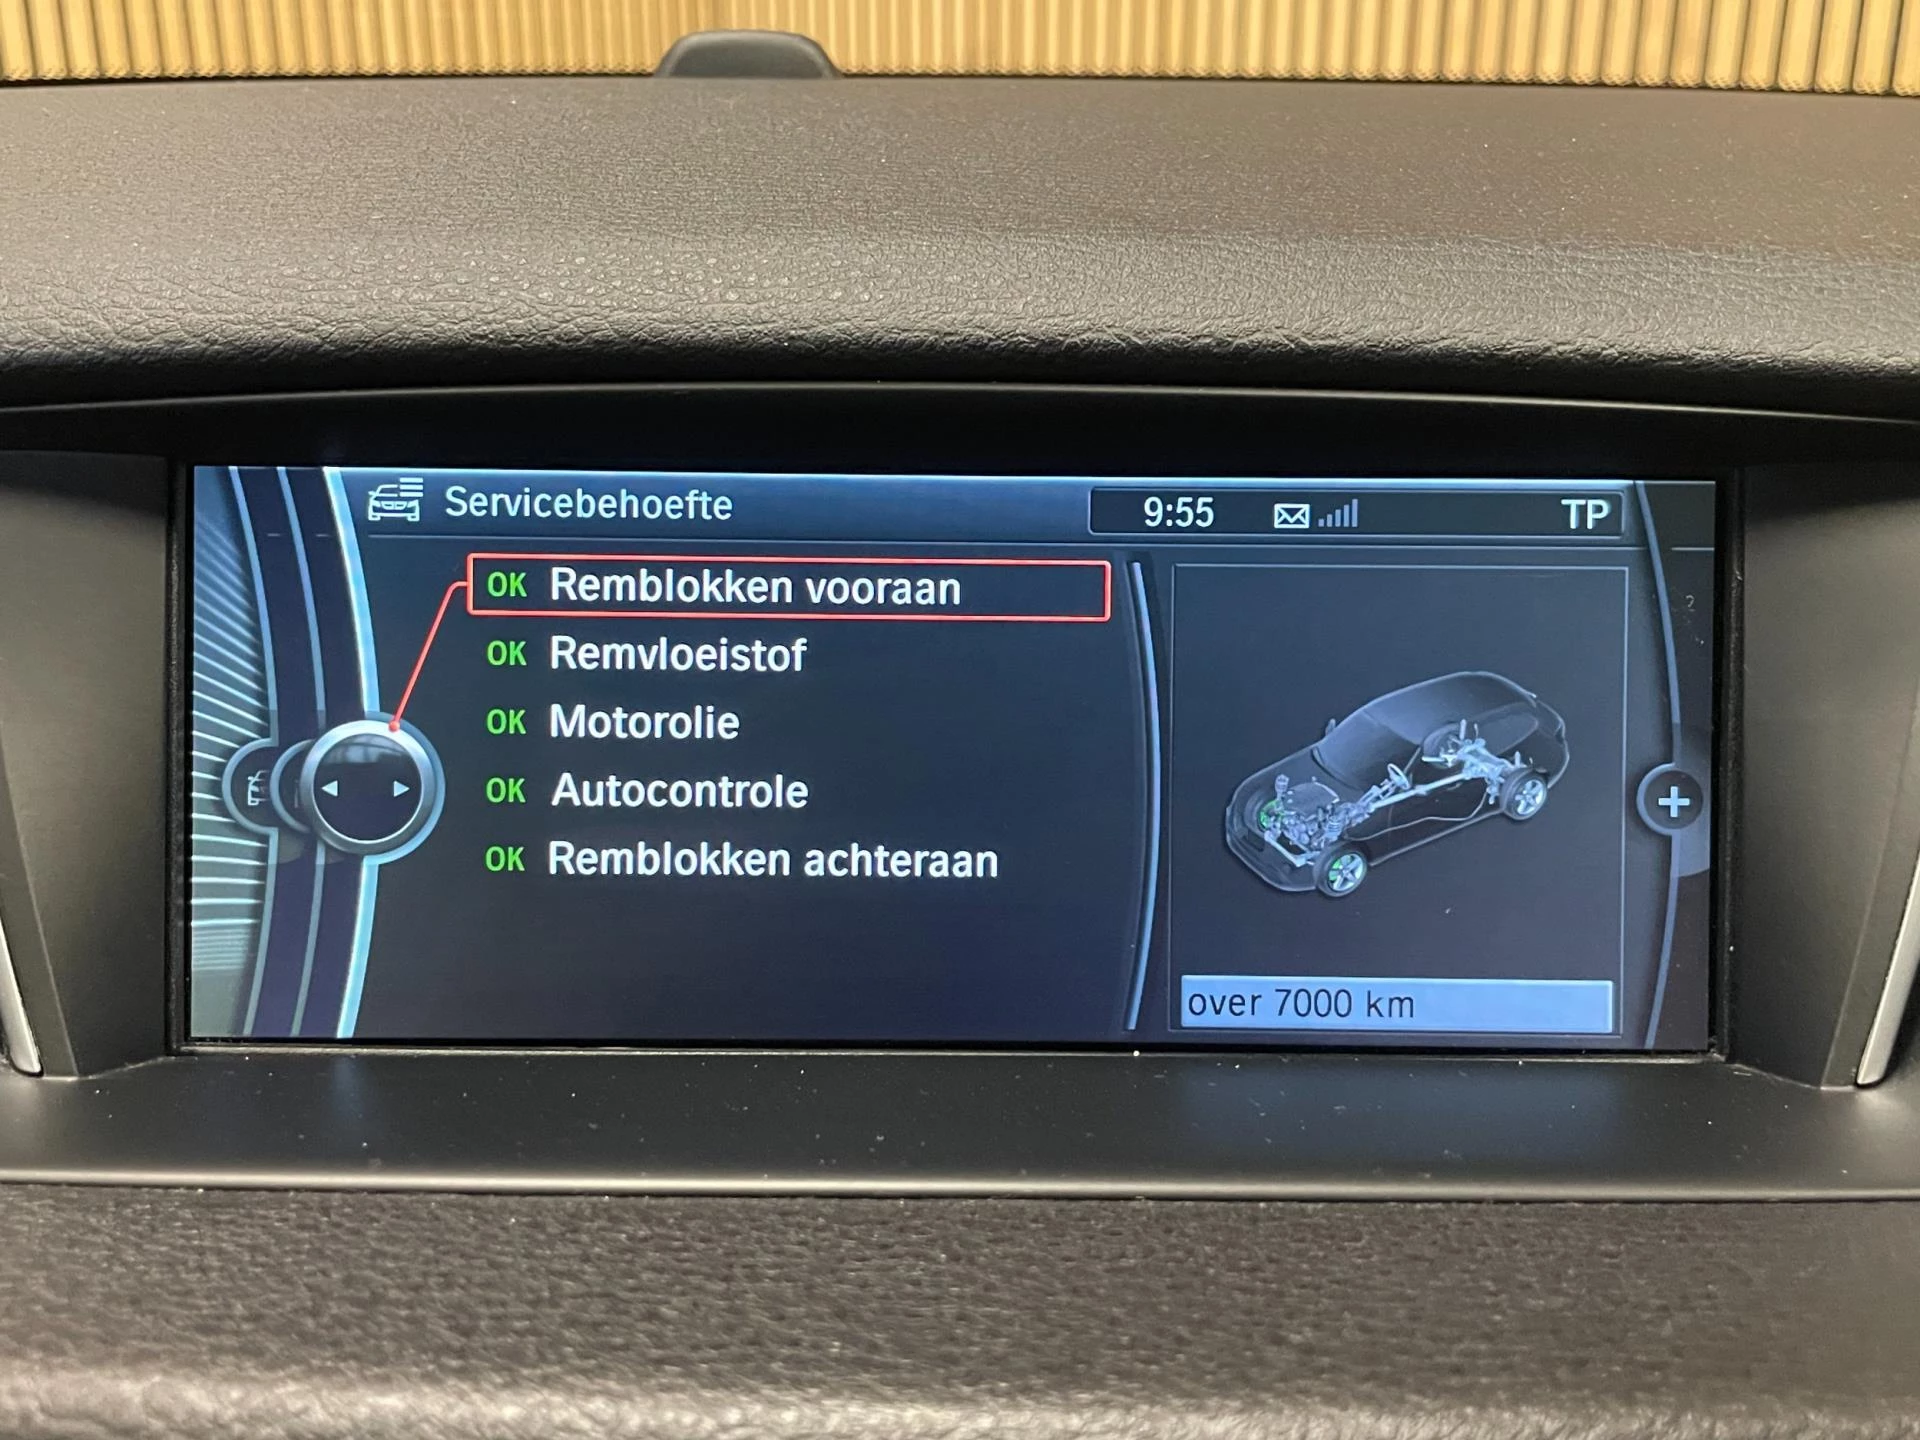 Servicebehoefte
9:55
TP
OK Remblokken vooraan
OK Remvloeistof
OK Motorolie
OK Autocontrole
OK Remblokken achteraan
over 7000 km